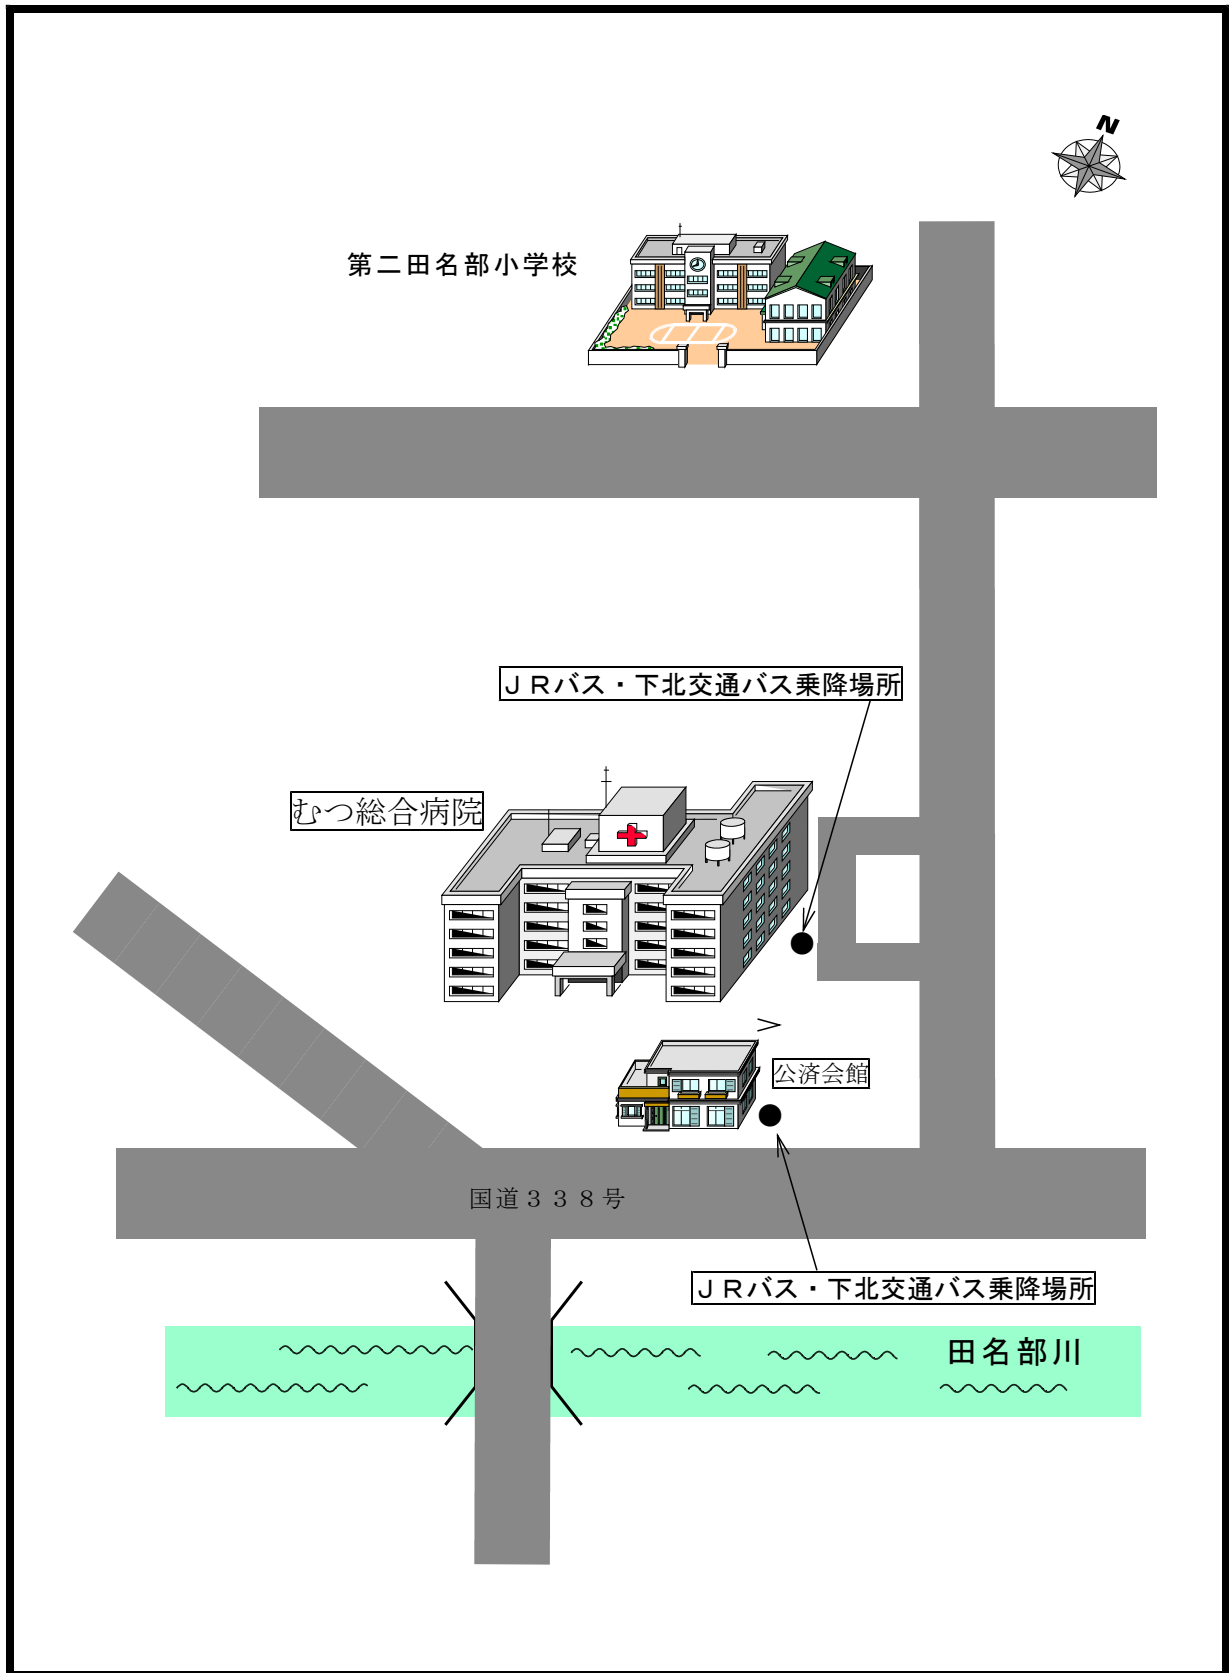 N
第二田名部小学校
ＪＲバス・下北交通バス乗降場所
むつ総合病院
公済会館
国道３３８号
ＪＲバス・下北交通バス乗降場所
田名部川